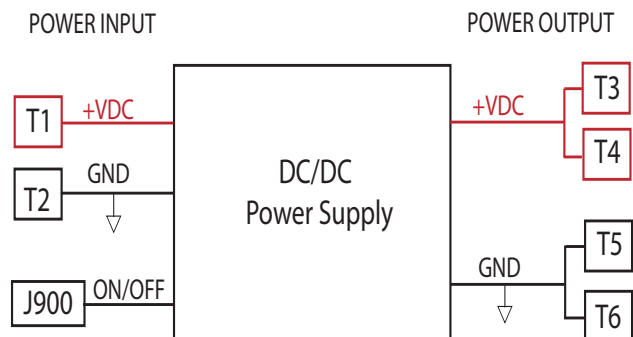 POWER INPUT
POWER OUTPUT
T1
+VDC
T2
GND
J900
ON/OFF
DC/DC
Power Supply
+VDC
T3
T4
GND
T5
T6